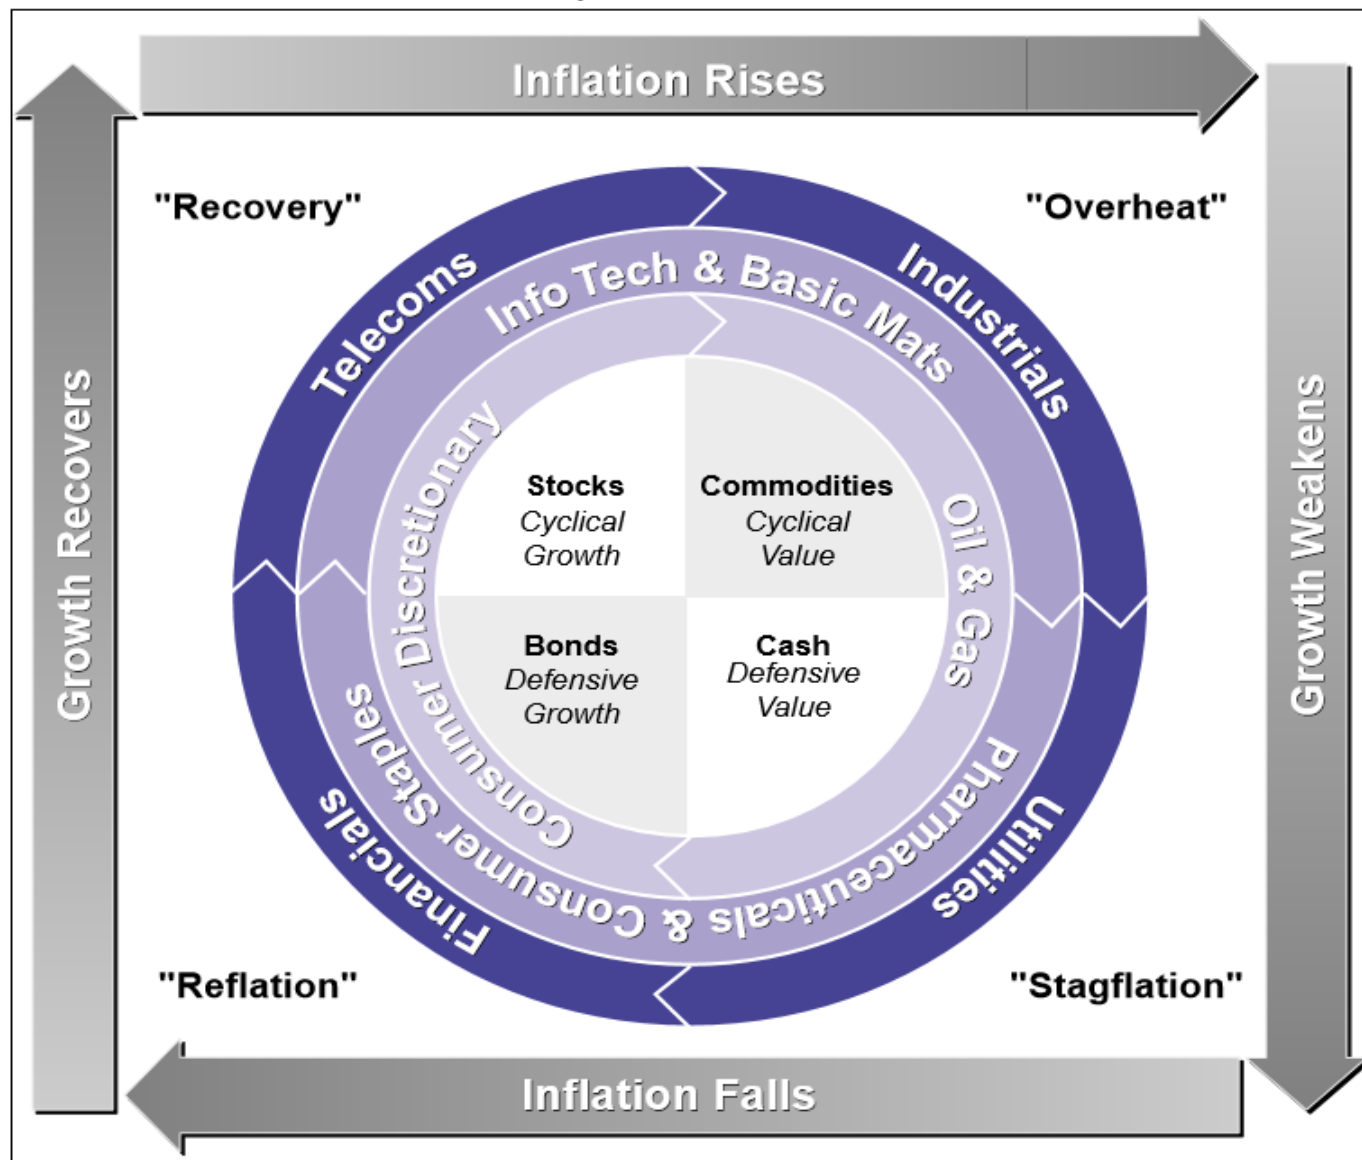 Inflation Rises
"Recovery"
"Overheat"
Growth Recovers
Telecoms
Info Tech & Basic Mats
Industrials
Consumer Discretionary
Oil & Gas
Growth Weakens
Stocks
Cyclical
Growth
Commodities
Cyclical
Value
Bonds
Defensive
Growth
Cash
Defensive
Value
Financials
Pharmaceuticals & Consumer Staples
Utilities
"Reflation"
"Stagflation"
Inflation Falls